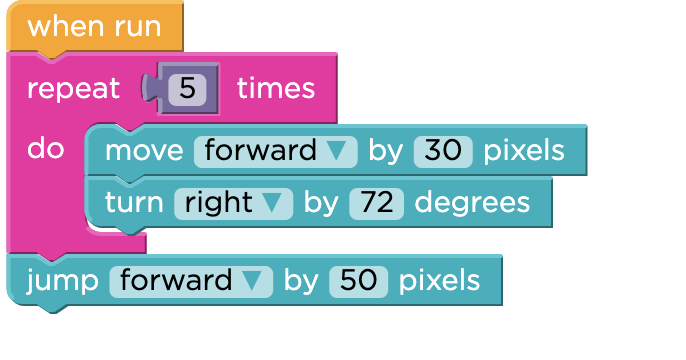 when run
repeat 5 times
do move forward ▼ by 30 pixels
turn right ▼ by 72 degrees
jump forward ▼ by 50 pixels